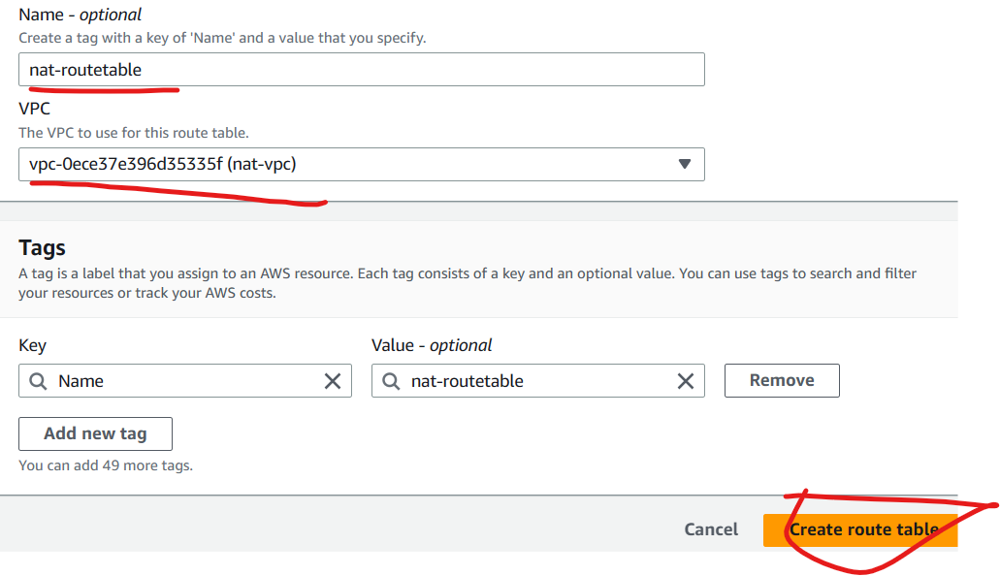 Name - optional
Create a tag with a key of 'Name' and a value that you specify.
nat-routetable
VPC
The VPC to use for this route table.
vpc-0ece37e396d35335f (nat-vpc)
Tags
A tag is a label that you assign to an AWS resource. Each tag consists of a key and an optional value. You can use tags to search and filter
your resources or track your AWS costs.
Key Value - optional
Name nat-routetable Remove
Add new tag
You can add 49 more tags.
Cancel Create route table